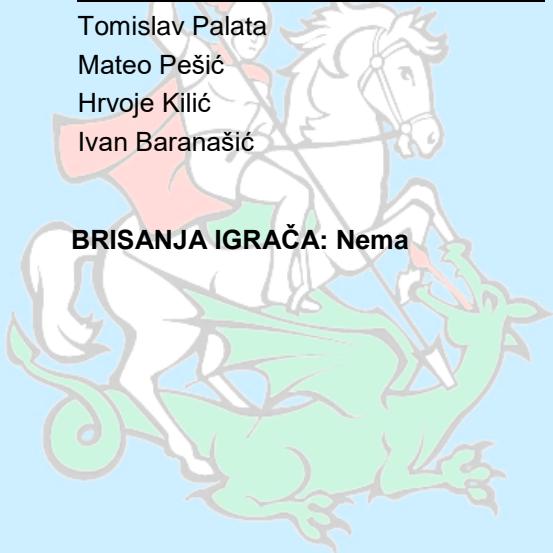 Tomislav Palata
Mateo Pešić
Hrvoje Kilić
Ivan Baranašić
BRISANJA IGRAČA: Nema